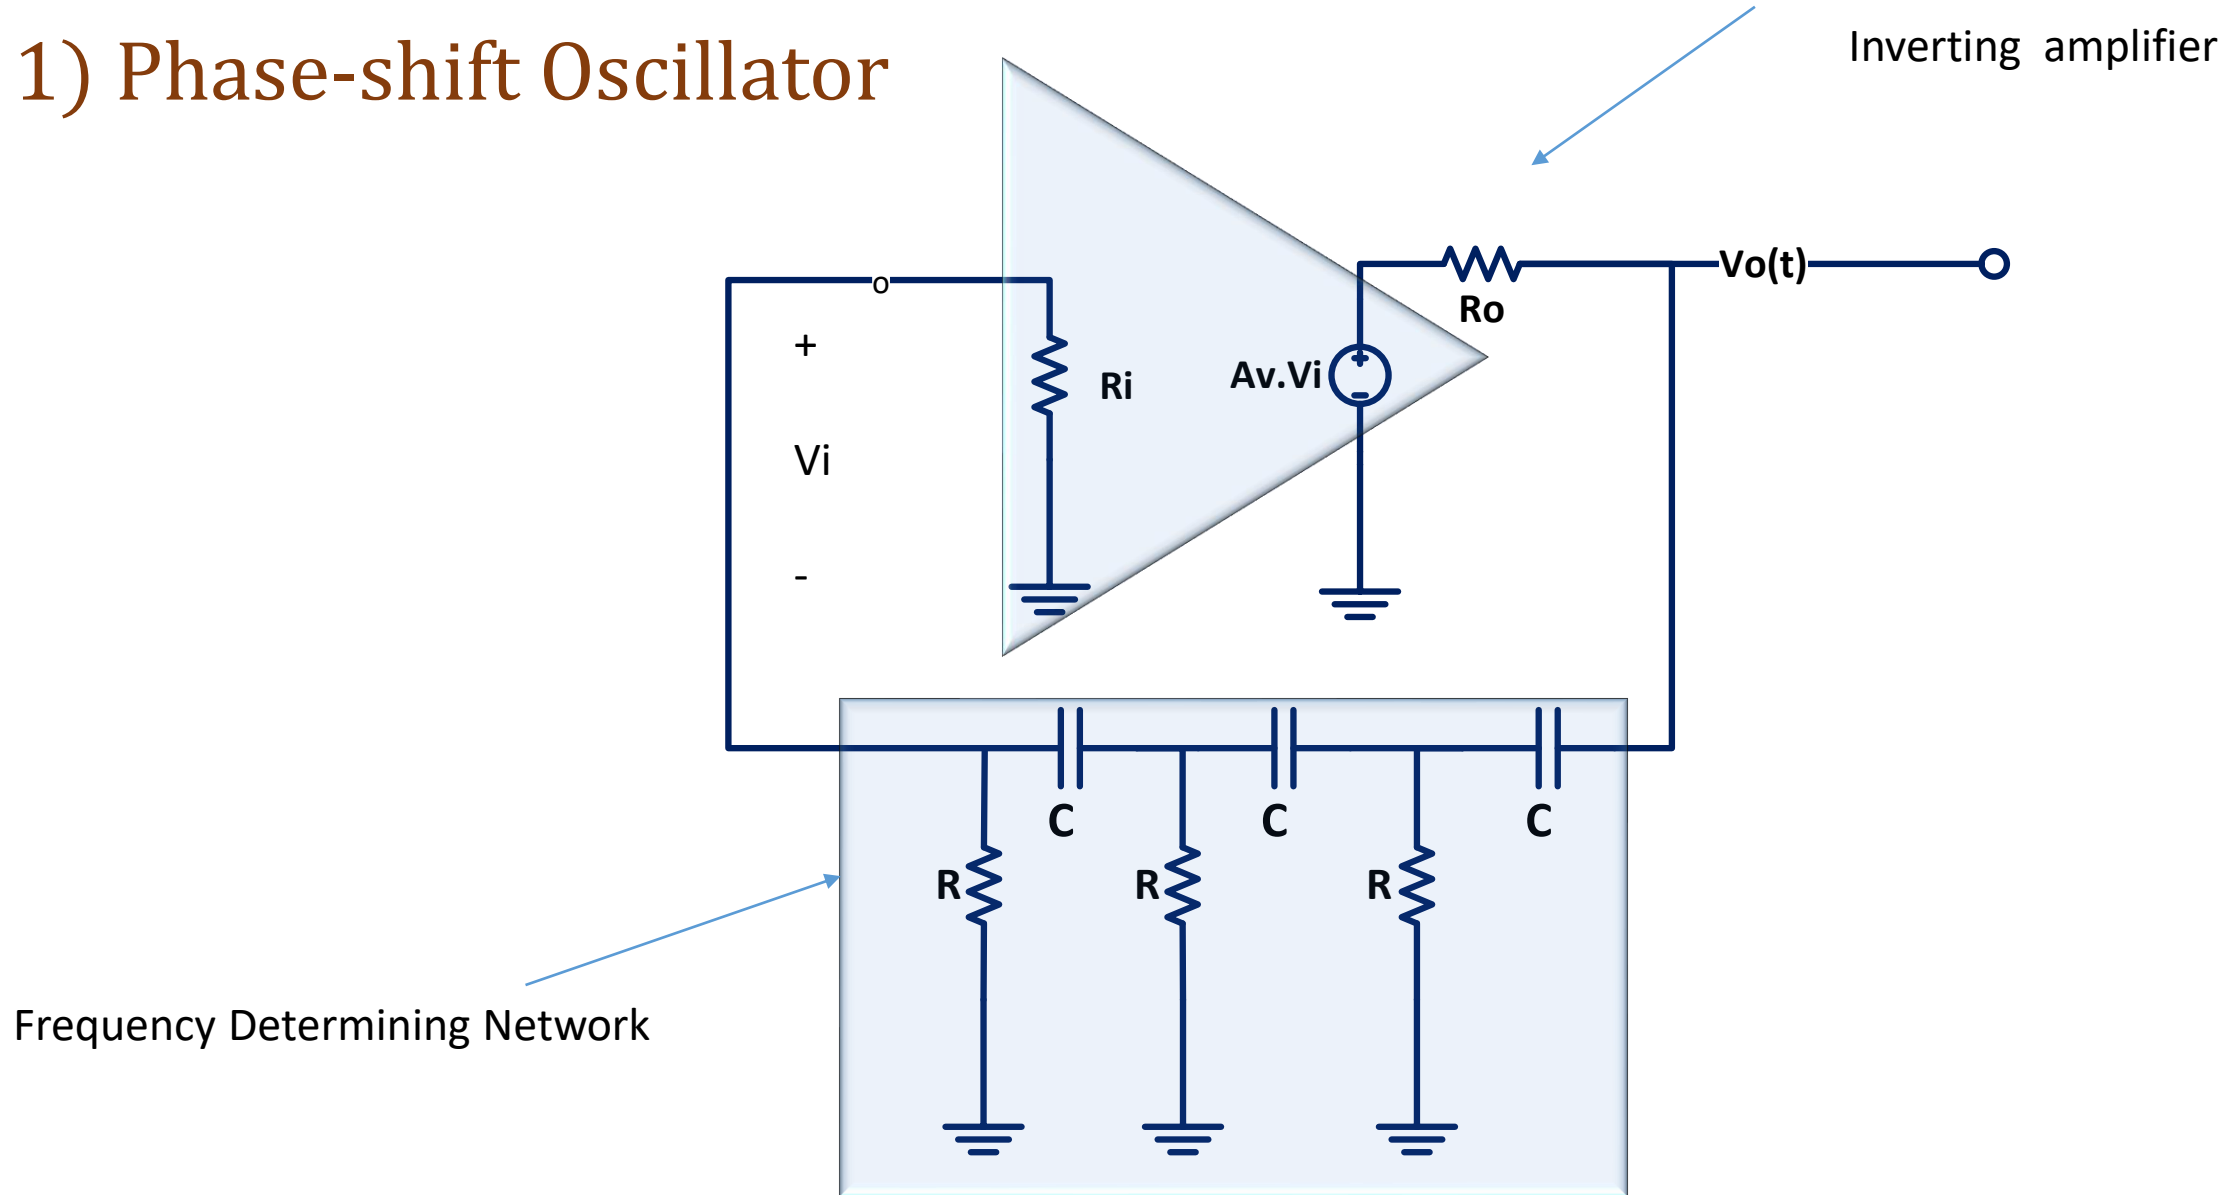 1) Phase-shift Oscillator
Inverting amplifier
o
Vo(t)
Ro
+
Ri
Av.Vi
Vi
-
C
C
C
R
R
R
Frequency Determining Network